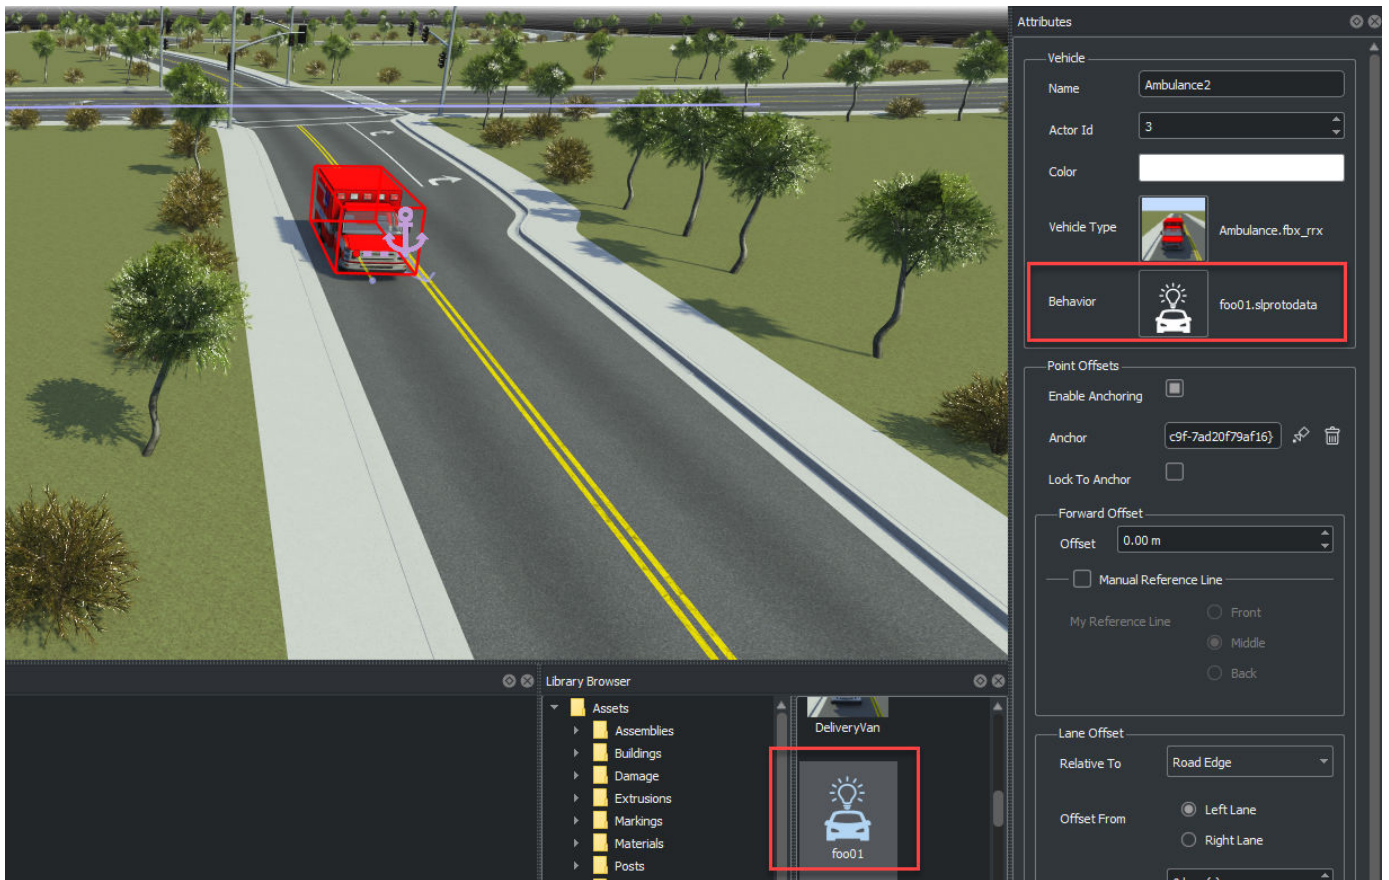 Attributes
Vehicle
Name
Ambulance2
Actor Id
3
Color
Vehicle Type
Ambulance.fbx_rrx
Behavior
foo01.slprotodata
Point Offsets
Enable Anchoring
Anchor
c9f-7ad20f79af16}
Lock To Anchor
Forward Offset
Offset
0.00 m
Manual Reference Line
My Reference Line
Front
Middle
Back
Lane Offset
Relative To
Road Edge
Offset From
Left Lane
Right Lane
Library Browser
Assets
Assemblies
Buildings
Damage
Extrusions
Markings
Materials
Posts
DeliveryVan
foo01